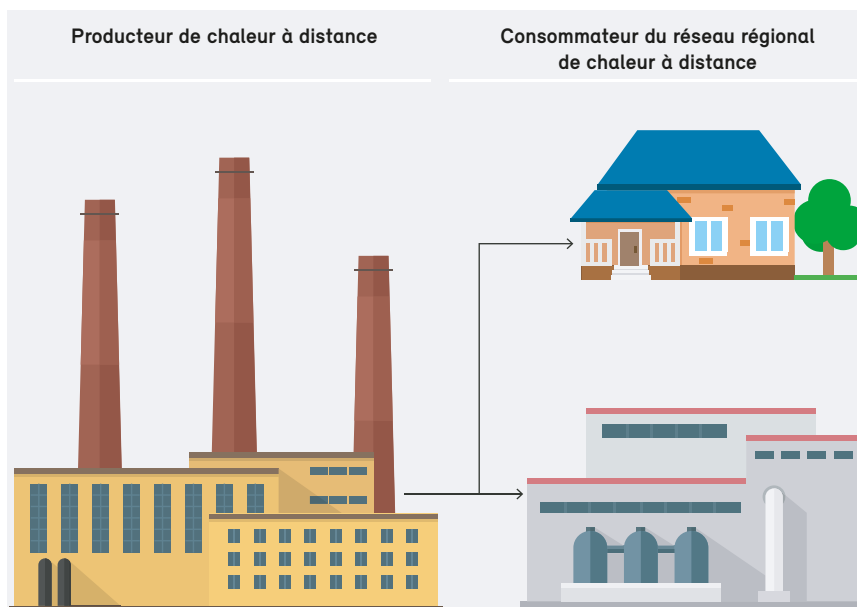 Producteur de chaleur à distance
Consommateur du réseau régional
de chaleur à distance